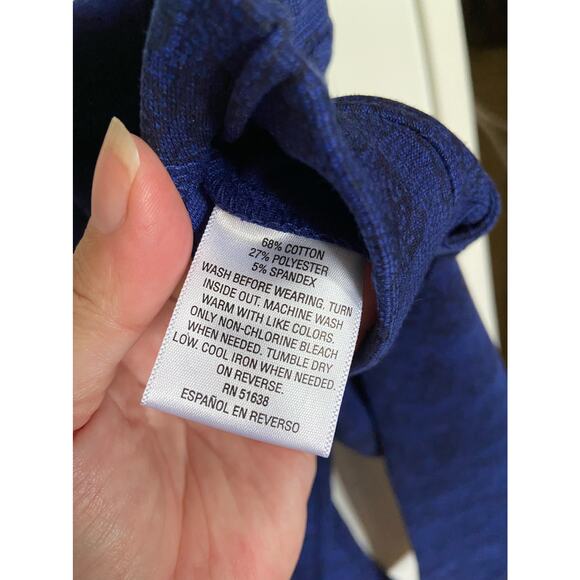 68% COTTON
27% POLYESTER
5% SPANDEX
WASH BEFORE WEARING. TURN
INSIDE OUT. MACHINE WASH
WARM WITH LIKE COLORS.
ONLY NON-CHLORINE BLEACH
WHEN NEEDED. TUMBLE DRY
LOW. COOL IRON WHEN NEEDED.
ON REVERSE.
RN 51638
ESPAÑOL EN REVERSO